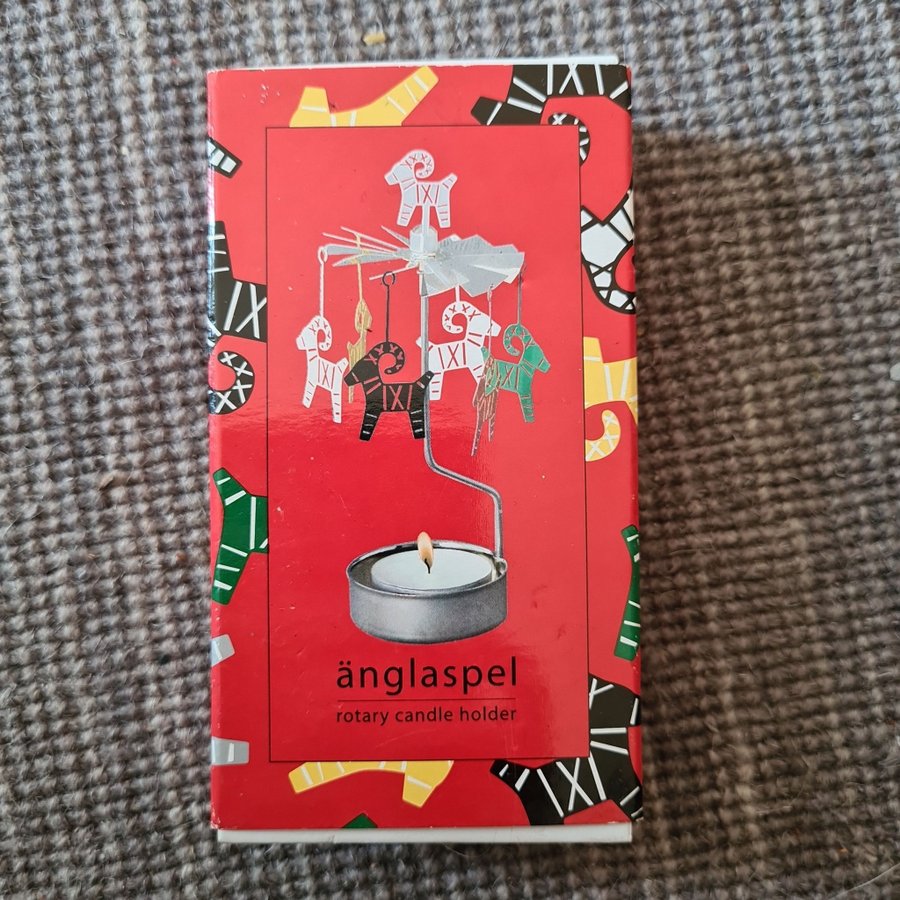 änglaspel
rotary candle holder